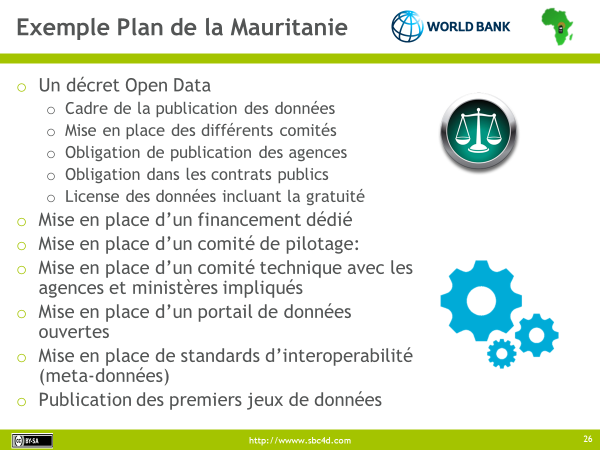 Exemple Plan de la Mauritanie
WORLD BANK
Un décret Open Data
Cadre de la publication des données
Mise en place des différents comités
Obligation de publication des agences
Obligation dans les contrats publics
License des données incluant la gratuité
Mise en place d’un financement dédié
Mise en place d’un comité de pilotage:
Mise en place d’un comité technique avec les
agences et ministères impliqués
Mise en place d’un portail de données
ouvertes
Mise en place de standards d’interoperabilité
(meta-données)
Publication des premiers jeux de données
BY-SA
http://wwww.sbc4d.com
26